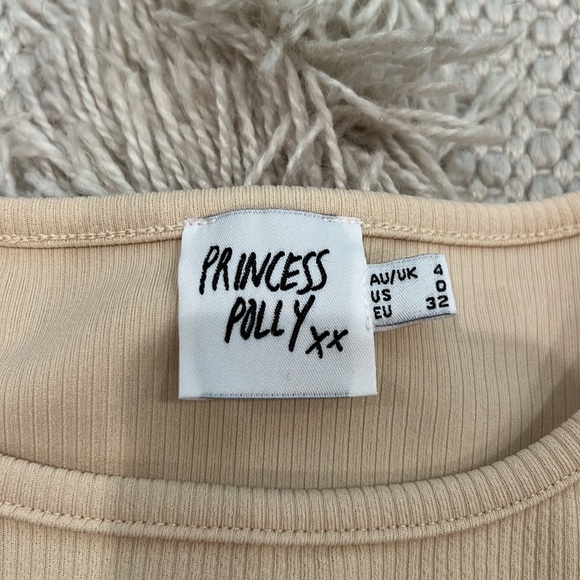 PRINCESS
POLLY xx
AU/UK 4
US 0
EU 32